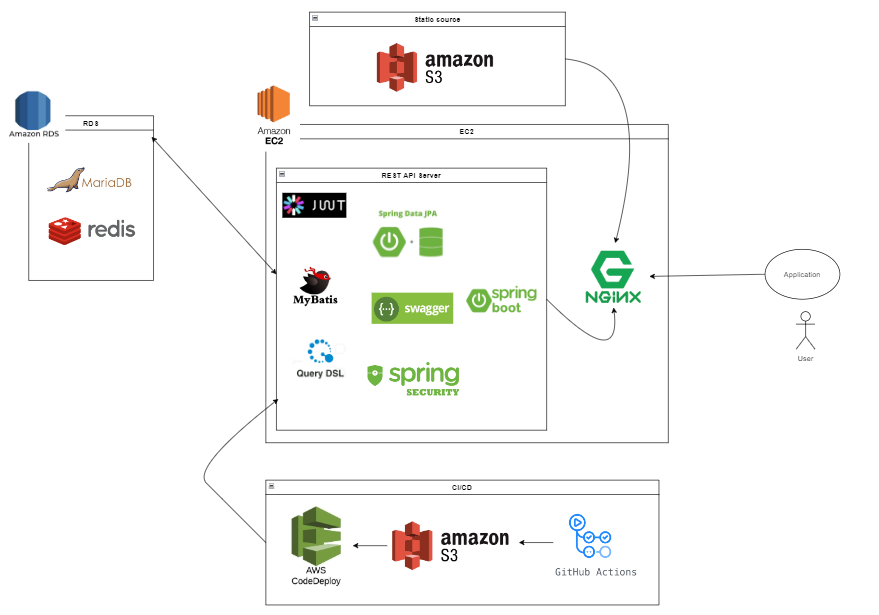 Static source
amazon
S3
Amazon RDS
RDS
MariaDB
redis
Amazon
EC2
EC2
REST API Server
JWT
Spring Data JPA
MyBatis
swagger
spring
boot
Query DSL
spring
SECURITY
NGINX
Application
User
CI/CD
AWS
CodeDeploy
amazon
S3
GitHub Actions